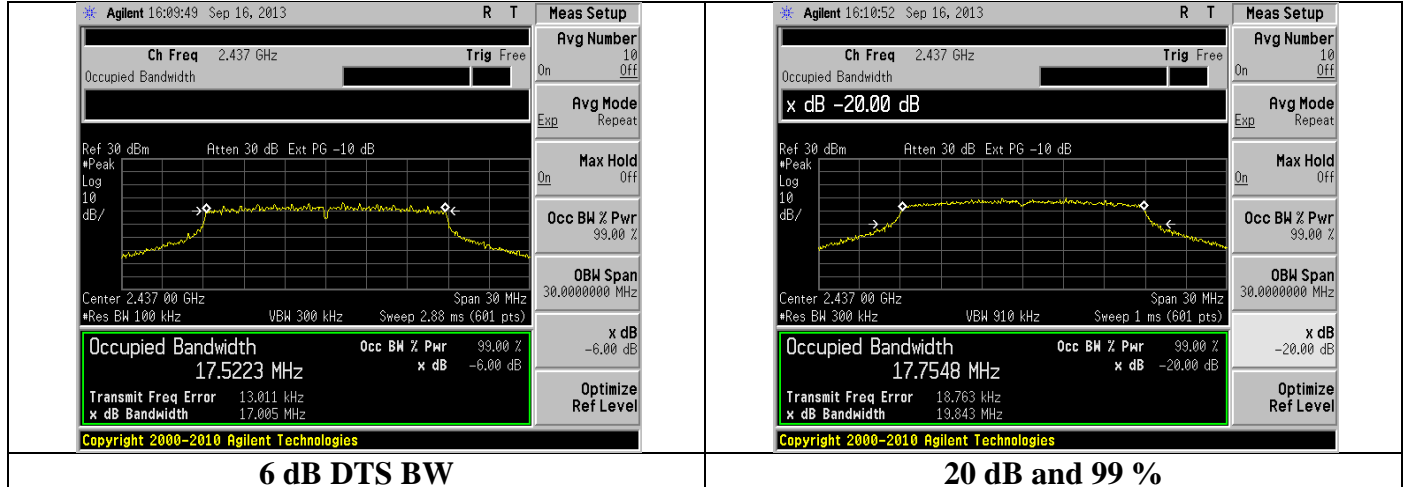 Agilent 16:09:49 Sep 16, 2013 R T
Meas Setup
Ch Freq 2.437 GHz Trig Free
Occupied Bandwidth
Avg Number
10
On Off
Avg Mode
Exp Repeat
Ref 30 dBm Atten 30 dB Ext PG -10 dB
#Peak
Log
10
dB/
Max Hold
On Off
Occ BW % Pwr
99.00 %
OBW Span
30.0000000 MHz
Center 2.437 00 GHz Span 30 MHz
#Res BW 100 kHz VBW 300 kHz Sweep 2.88 ms (601 pts)
x dB
-6.00 dB
Occupied Bandwidth
17.5223 MHz
Occ BW % Pwr 99.00 %
x dB -6.00 dB
Transmit Freq Error 13.011 kHz
x dB Bandwidth 17.005 MHz
Optimize
Ref Level
Copyright 2000-2010 Agilent Technologies
6 dB DTS BW
Agilent 16:10:52 Sep 16, 2013 R T
Meas Setup
Ch Freq 2.437 GHz Trig Free
Occupied Bandwidth
x dB -20.00 dB
Avg Number
10
On Off
Avg Mode
Exp Repeat
Ref 30 dBm Atten 30 dB Ext PG -10 dB
#Peak
Log
10
dB/
Max Hold
On Off
Occ BW % Pwr
99.00 %
OBW Span
30.0000000 MHz
Center 2.437 00 GHz Span 30 MHz
#Res BW 300 kHz VBW 910 kHz Sweep 1 ms (601 pts)
x dB
-20.00 dB
Occupied Bandwidth
17.7548 MHz
Occ BW % Pwr 99.00 %
x dB -20.00 dB
Transmit Freq Error 18.763 kHz
x dB Bandwidth 19.843 MHz
Optimize
Ref Level
Copyright 2000-2010 Agilent Technologies
20 dB and 99 %